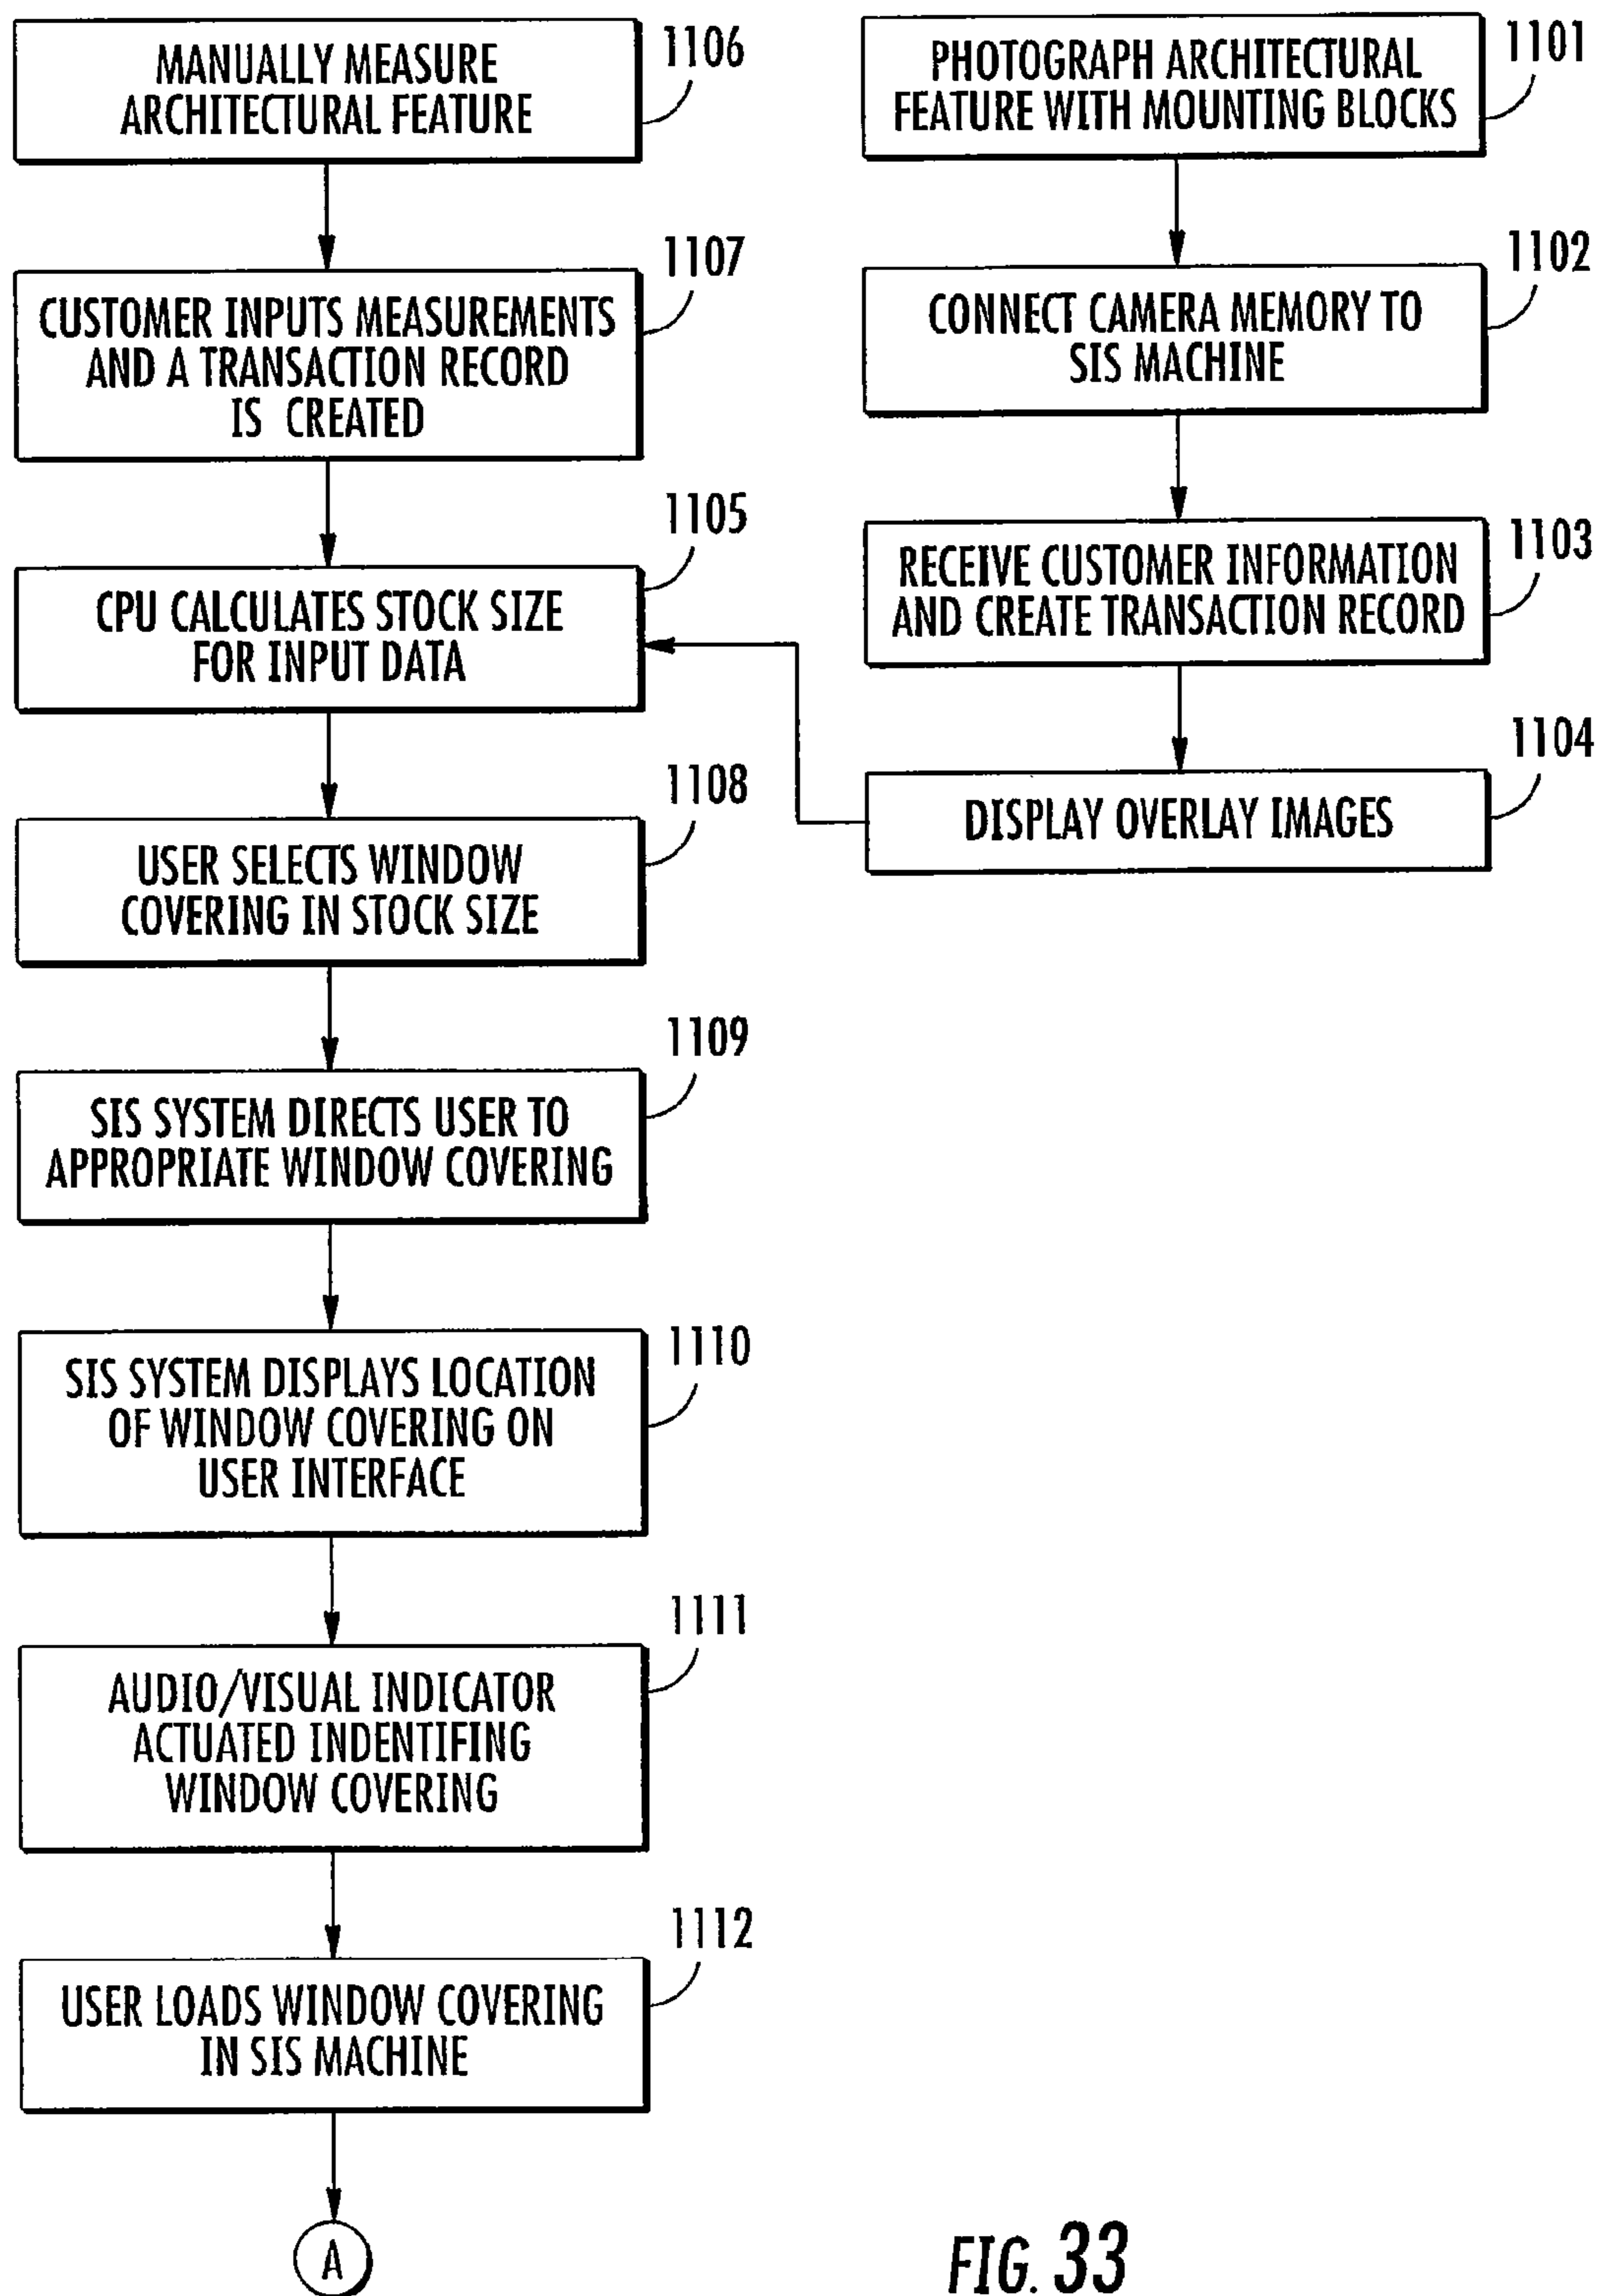 1106
MANUALLY MEASURE
ARCHITECTURAL FEATURE
1107
CUSTOMER INPUTS MEASUREMENTS
AND A TRANSACTION RECORD
IS CREATED
1105
CPU CALCULATES STOCK SIZE
FOR INPUT DATA
1108
USER SELECTS WINDOW
COVERING IN STOCK SIZE
1109
SIS SYSTEM DIRECTS USER TO
APPROPRIATE WINDOW COVERING
1110
SIS SYSTEM DISPLAYS LOCATION
OF WINDOW COVERING ON
USER INTERFACE
1111
AUDIO/VISUAL INDICATOR
ACTUATED INDENTIFING
WINDOW COVERING
1112
USER LOADS WINDOW COVERING
IN SIS MACHINE
A
1101
PHOTOGRAPH ARCHITECTURAL
FEATURE WITH MOUNTING BLOCKS
1102
CONNECT CAMERA MEMORY TO
SIS MACHINE
1103
RECEIVE CUSTOMER INFORMATION
AND CREATE TRANSACTION RECORD
1104
DISPLAY OVERLAY IMAGES
FIG. 33